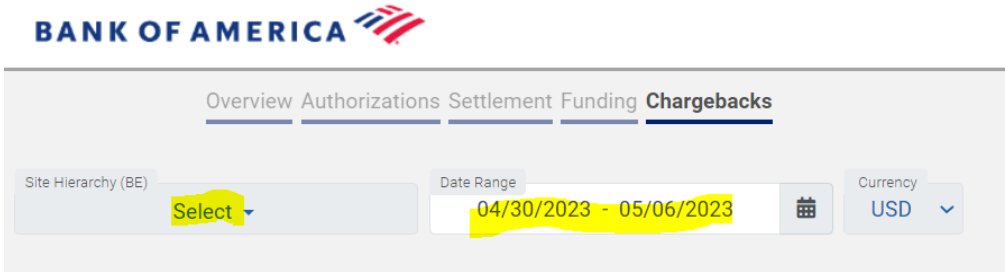 BANK OF AMERICA
Overview Authorizations Settlement Funding Chargebacks
Site Hierarchy (BE)
Select
Date Range
04/30/2023 - 05/06/2023
Currency
USD